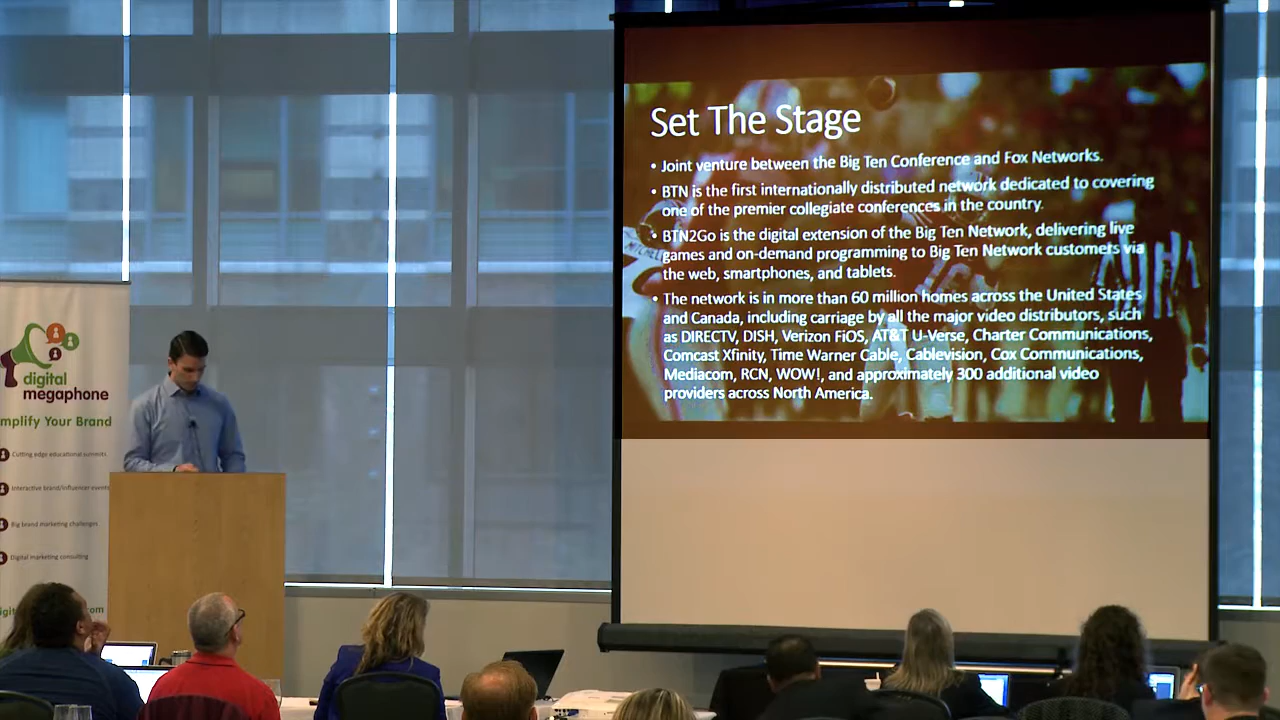 Set The Stage
• Joint venture between the Big Ten Conference and Fox Networks.
• BTN is the first internationally distributed network dedicated to covering
one of the premier collegiate conferences in the country.
• BTN2Go is the digital extension of the Big Ten Network, delivering live
games and on-demand programming to Big Ten Network customers via
the web, smartphones, and tablets.
• The network is in more than 60 million homes across the United States
and Canada, including carriage by all the major video distributors, such
as DIRECTV, DISH, Verizon FiOS, AT&T U-Verse, Charter Communications,
Comcast Xfinity, Time Warner Cable, Cablevision, Cox Communications,
Mediacom, RCN, WOW!, and approximately 300 additional video
providers across North America.
digital
megaphone
mplify Your Brand
Cutting edge educational summits
Interactive brand/influencer events
Big brand marketing challenges
Digital marketing consulting